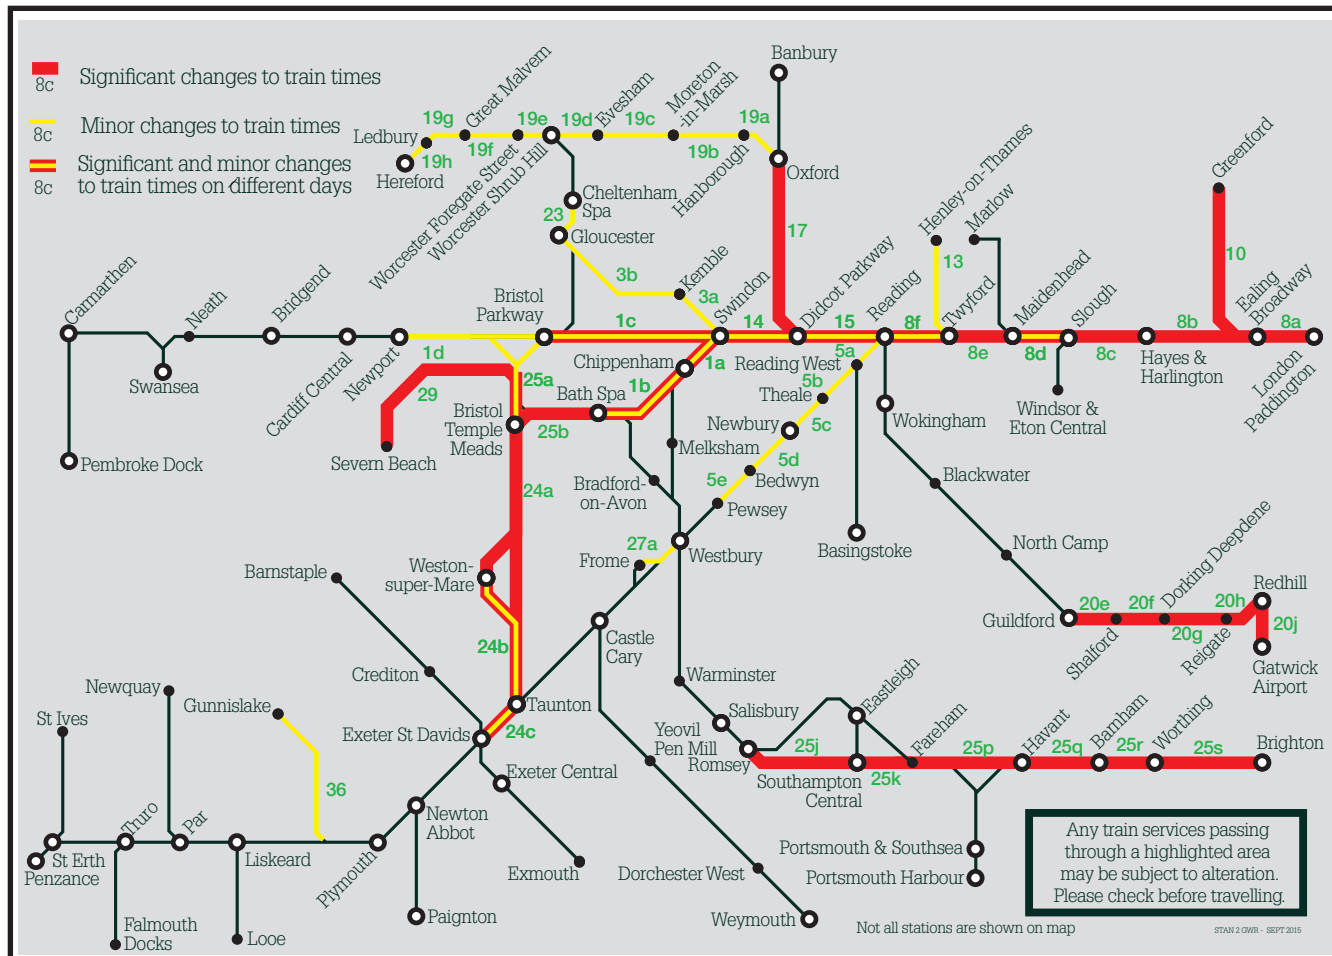 Significant changes to train times
8c
Minor changes to train times
8c
Significant and minor changes
to train times on different days
8c
Banbury
Great Malvern
Evesham
Moreton
-in-Marsh
19g
19e
19d
19c
19a
Ledbury
19h
19f
19b
Hereford
Worcester Foregate Street
Worcester Shrub Hill
Hanborough
Oxford
Henley-on-Thames
Marlow
Greenford
Cheltenham
Spa
23
Gloucester
17
13
10
3b
Kemble
3a
Carmarthen
Neath
Bridgend
Bristol
Parkway
Swindon
Didcot Parkway
Reading
Twyford
Maidenhead
Slough
Ealing
Broadway
1c
14
15
8f
8b
8a
1d
Swansea
Cardiff Central
Newport
Chippenham
1a
Reading West
5a
8e
8d
8c
Hayes &
Harlington
London
Paddington
25a
29
1b
Bath Spa
5b
Theale
Bristol
Temple
Meads
25b
Newbury
5c
Wokingham
Windsor &
Eton Central
Pembroke Dock
Severn Beach
Melksham
5d
Bedwyn
Blackwater
24a
Bradford-
on-Avon
5e
Pewsey
27a
Westbury
Basingstoke
North Camp
Frome
Barnstaple
Weston-
super-Mare
Dorking Deepdene
Redhill
20e
20f
20h
Guildford
20g
20j
Shalford
Reigate
Gatwick
Airport
Castle
Cary
24b
Crediton
Warminster
Newquay
Gunnislake
Taunton
Eastleigh
St Ives
Exeter St Davids
24c
Salisbury
Yeovil
Pen Mill
Romsey
25j
Fareham
25p
Havant
25q
Barnham
25r
Worthing
25s
Brighton
Exeter Central
Southampton
Central
25k
36
Newton
Abbot
Truro
Par
St Erth
Penzance
Liskeard
Plymouth
Exmouth
Dorchester West
Portsmouth & Southsea
Portsmouth Harbour
Falmouth
Docks
Looe
Paignton
Weymouth
Any train services passing
through a highlighted area
may be subject to alteration.
Please check before travelling.
Not all stations are shown on map
STAN 2 GWR - SEPT 2015